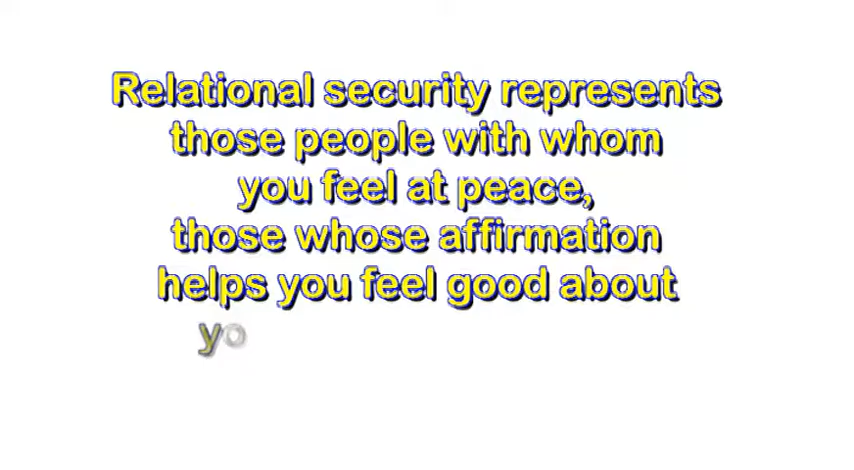 Relational security represents
those people with whom
you feel at peace,
those whose affirmation
helps you feel good about
yo